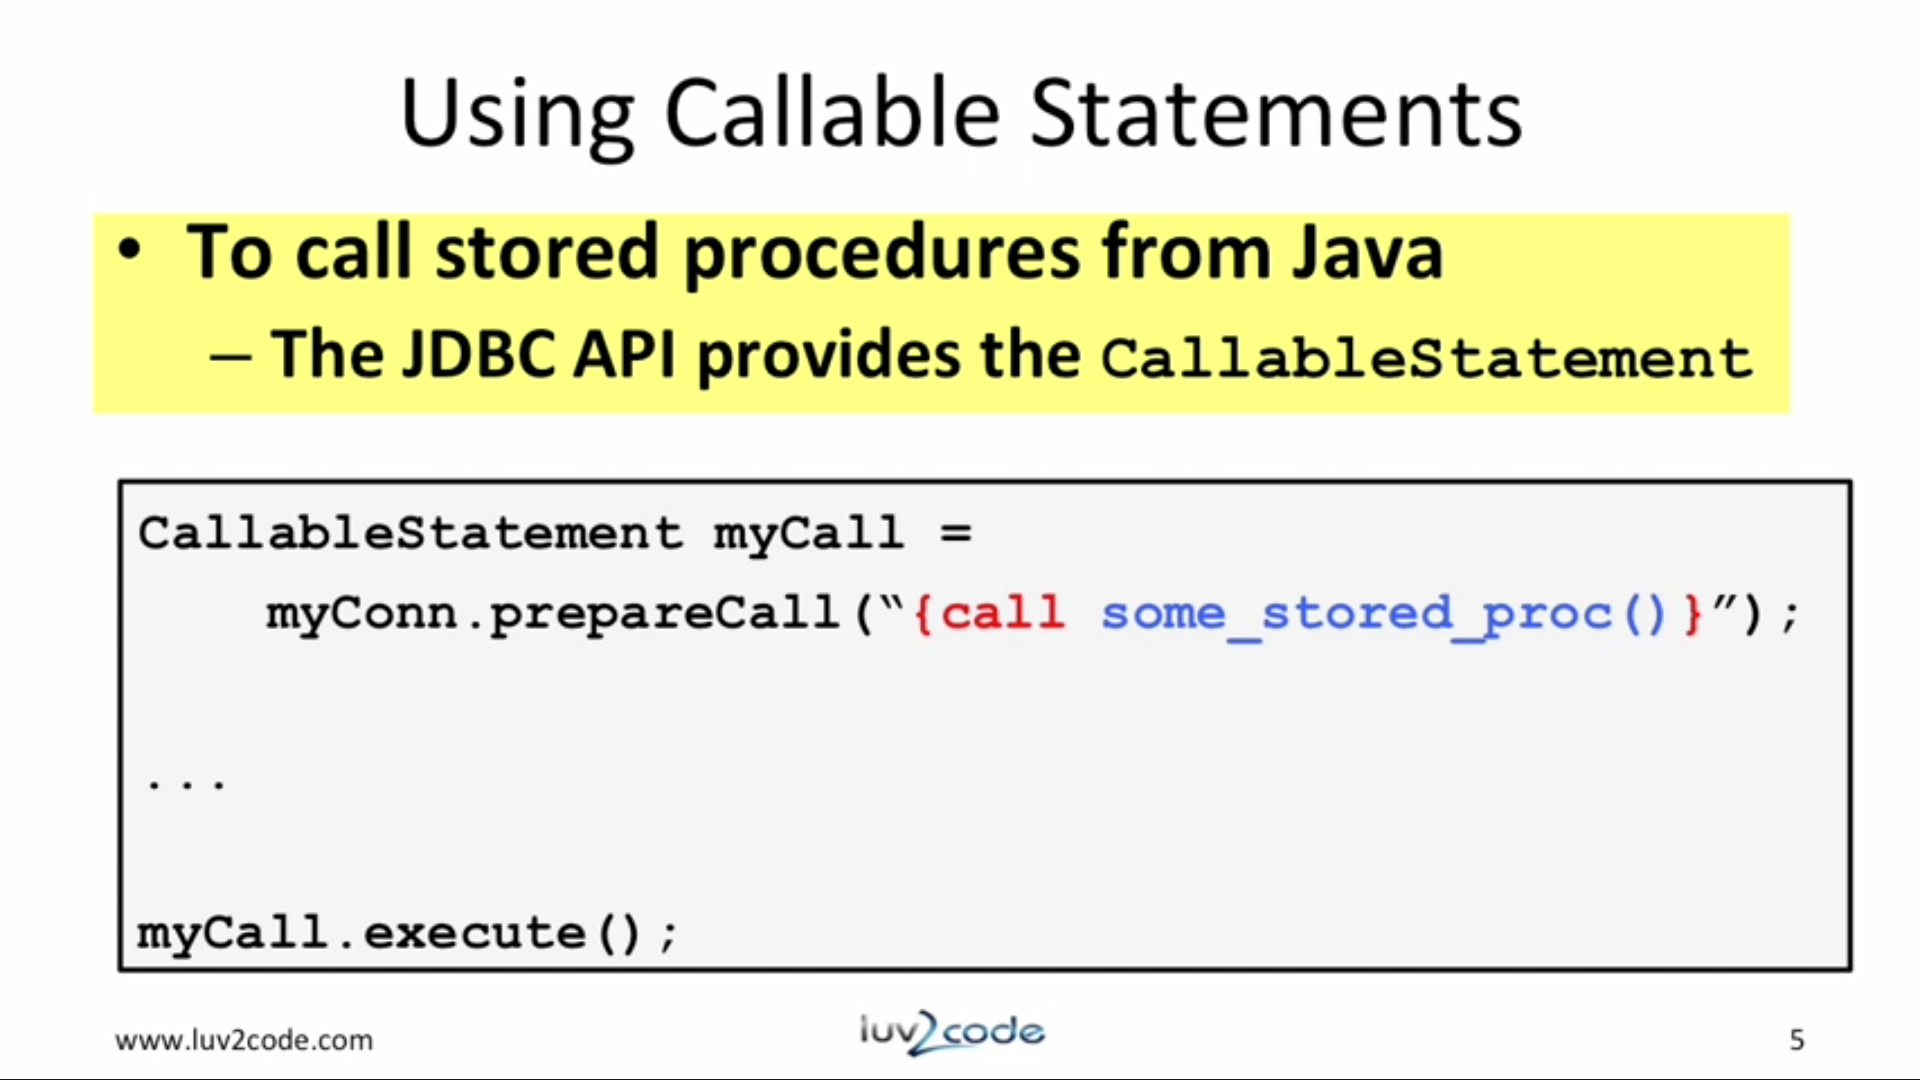 Using Callable Statements
• To call stored procedures from Java
– The JDBC API provides the CallableStatement
CallableStatement myCall =
myConn.prepareCall(“{call some_stored_proc()}”);
...
myCall.execute();
www.luv2code.com
luv2code
5